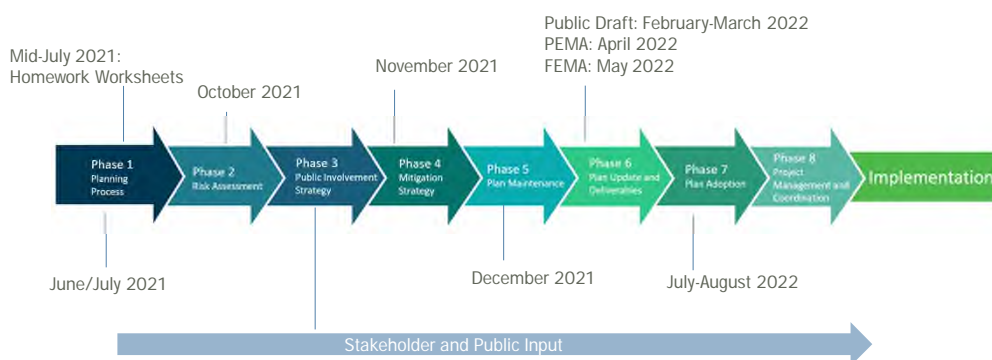 Public Draft: February-March 2022
PEMA: April 2022
FEMA: May 2022
Mid-July 2021:
Homework Worksheets
October 2021
November 2021
Phase 1
Planning
Process
Phase 2
Risk Assessment
Phase 3
Public Involvement
Strategy
Phase 4
Mitigation
Strategy
Phase 5
Plan Maintenance
Phase 6
Plan Update and
Deliverables
Phase 7
Plan Adoption
Phase 8
Project
Management and
Coordination
Implementation
June/July 2021
December 2021
July-August 2022
Stakeholder and Public Input